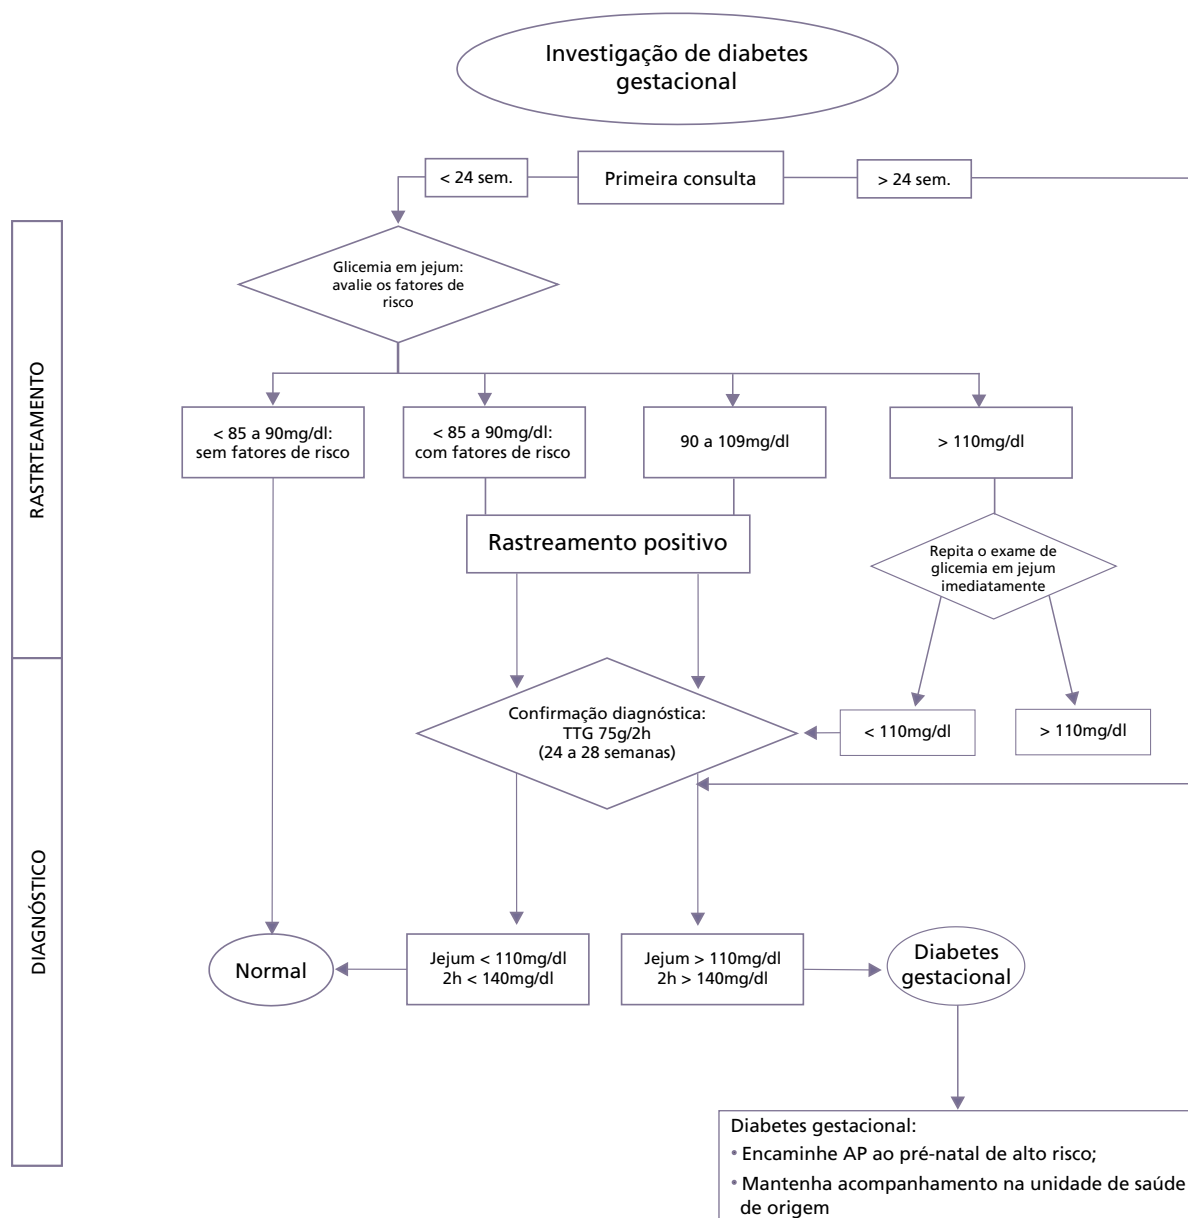 Investigação de diabetes
gestacional
< 24 sem.
Primeira consulta
> 24 sem.
RASTRTEAMENTO
Glicemia em jejum:
avalie os fatores de
risco
< 85 a 90mg/dl:
sem fatores de risco
< 85 a 90mg/dl:
com fatores de risco
90 a 109mg/dl
> 110mg/dl
Rastreamento positivo
Repita o exame de
glicemia em jejum
imediatamente
DIAGNÓSTICO
Confirmação diagnóstica:
TTG 75g/2h
(24 a 28 semanas)
< 110mg/dl
> 110mg/dl
Normal
Jejum < 110mg/dl
2h < 140mg/dl
Jejum > 110mg/dl
2h > 140mg/dl
Diabetes
gestacional
Diabetes gestacional:
• Encaminhe AP ao pré-natal de alto risco;
• Mantenha acompanhamento na unidade de saúde
de origem